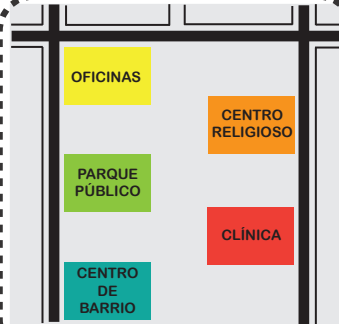 OFICINAS
CENTRO
RELIGIOSO
PARQUE
PÚBLICO
CLÍNICA
CENTRO
DE
BARRIO